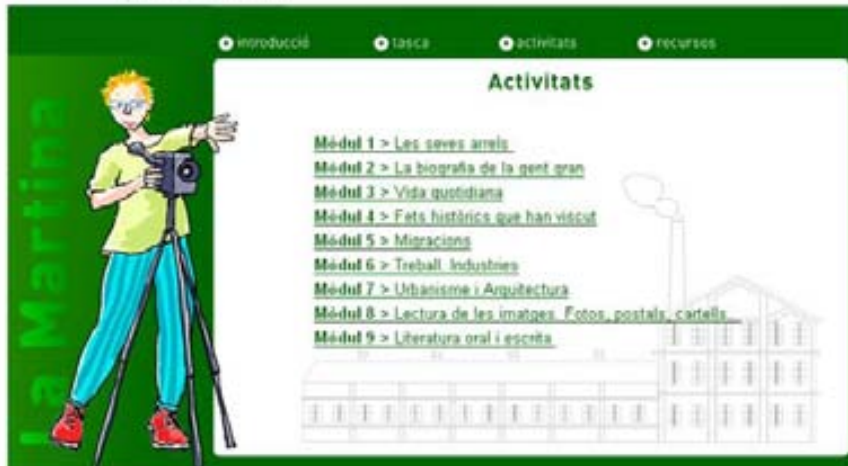 introducció
tasca
activitats
recursos
La Martina
Activitats
Mòdul 1 > Les seves arrels
Mòdul 2 > La biografia de la gent gran
Mòdul 3 > Vida quotidiana
Mòdul 4 > Fets històrics que han viscut
Mòdul 5 > Migracions
Mòdul 6 > Treball. Industries
Mòdul 7 > Urbanisme i Arquitectura
Mòdul 8 > Lectura de les imatges. Fotos, postals, cartells...
Mòdul 9 > Literatura oral i escrita